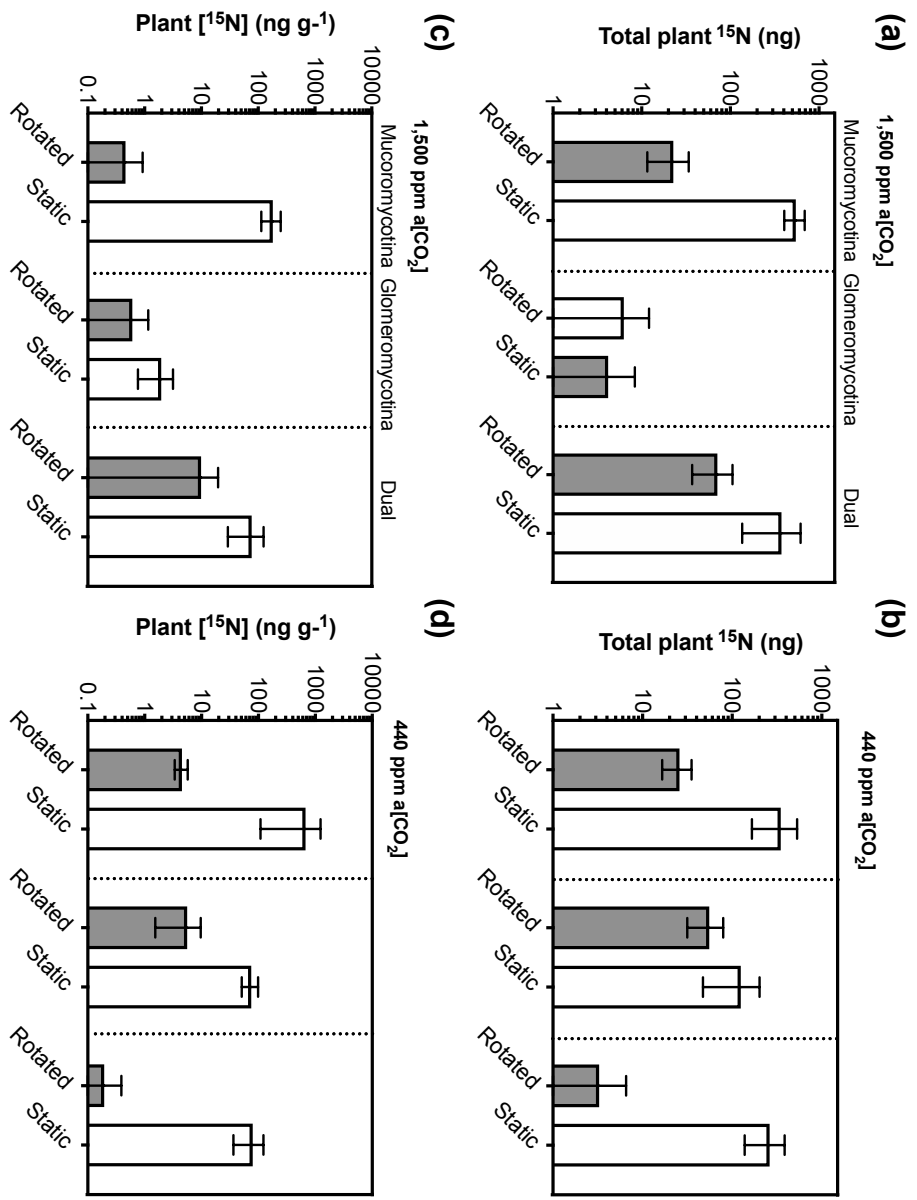 (a)
1,500 ppm a[CO₂]
Mucoromycotina Glomeromycotina Dual
Total plant ¹⁵N (ng)
1000
100
10
1
Rotated Static Rotated Static Rotated Static
(b)
440 ppm a[CO₂]
Total plant ¹⁵N (ng)
1000
100
10
1
Rotated Static Rotated Static Rotated Static
(c)
1,500 ppm a[CO₂]
Mucoromycotina Glomeromycotina Dual
Plant [¹⁵N] (ng g⁻¹)
10000
1000
100
10
1
0.1
Rotated Static Rotated Static Rotated Static
(d)
440 ppm a[CO₂]
Plant [¹⁵N] (ng g⁻¹)
10000
1000
100
10
1
0.1
Rotated Static Rotated Static Rotated Static